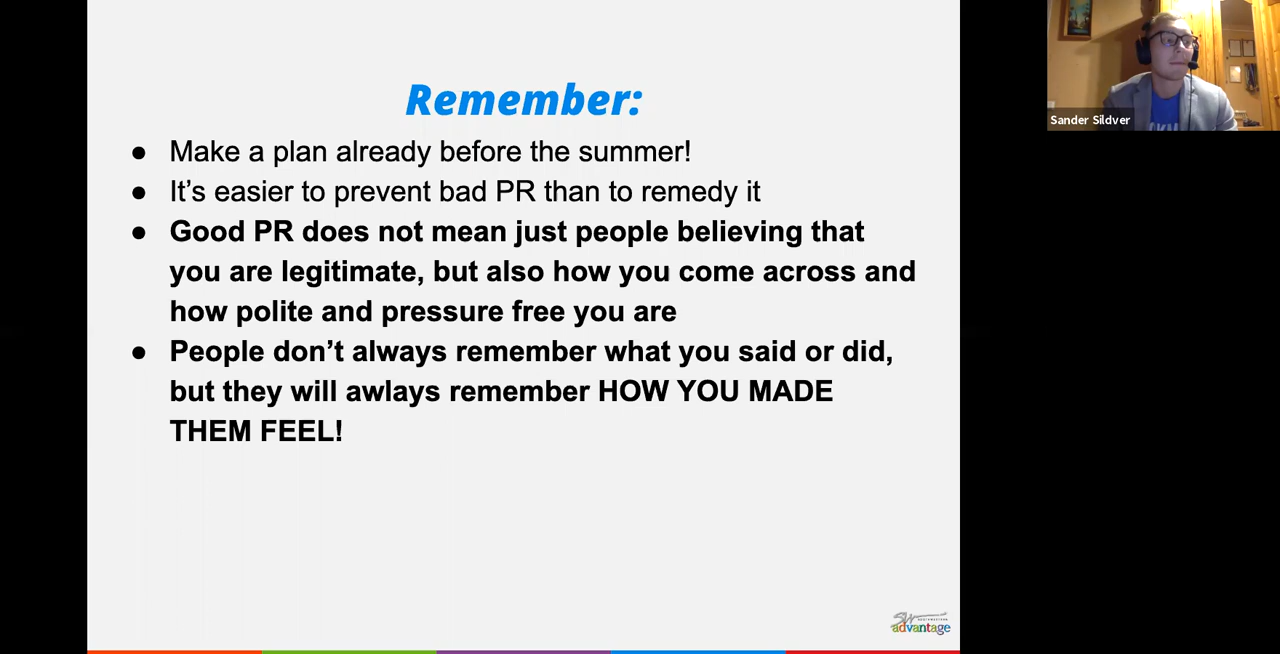 Remember:
● Make a plan already before the summer!
● It's easier to prevent bad PR than to remedy it
● Good PR does not mean just people believing that
you are legitimate, but also how you come across and
how polite and pressure free you are
● People don't always remember what you said or did,
but they will awlays remember HOW YOU MADE
THEM FEEL!
Sander Sildver
SOUTHWESTERN
advantage